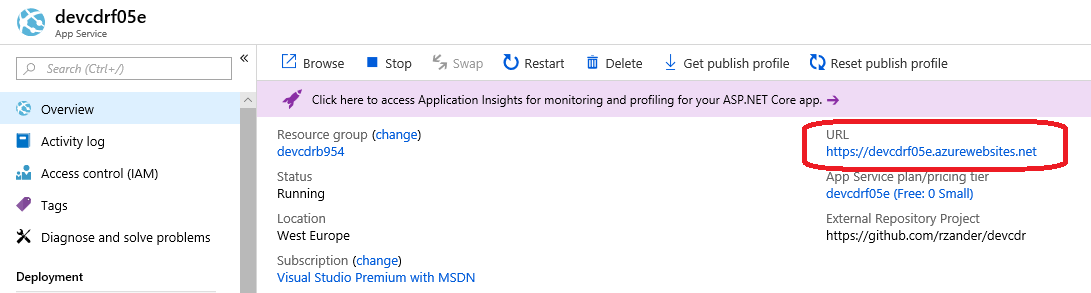 devcdrf05e
App Service
Search (Ctrl+/)
«
Overview
Activity log
Access control (IAM)
Tags
Diagnose and solve problems
Deployment
Browse
Stop
Swap
Restart
Delete
Get publish profile
Reset publish profile
Click here to access Application Insights for monitoring and profiling for your ASP.NET Core app. →
Resource group (change)
devcdrb954
Status
Running
Location
West Europe
Subscription (change)
Visual Studio Premium with MSDN
URL
https://devcdrf05e.azurewebsites.net
App Service plan/pricing tier
devcdrf05e (Free: 0 Small)
External Repository Project
https://github.com/rzander/devcdr